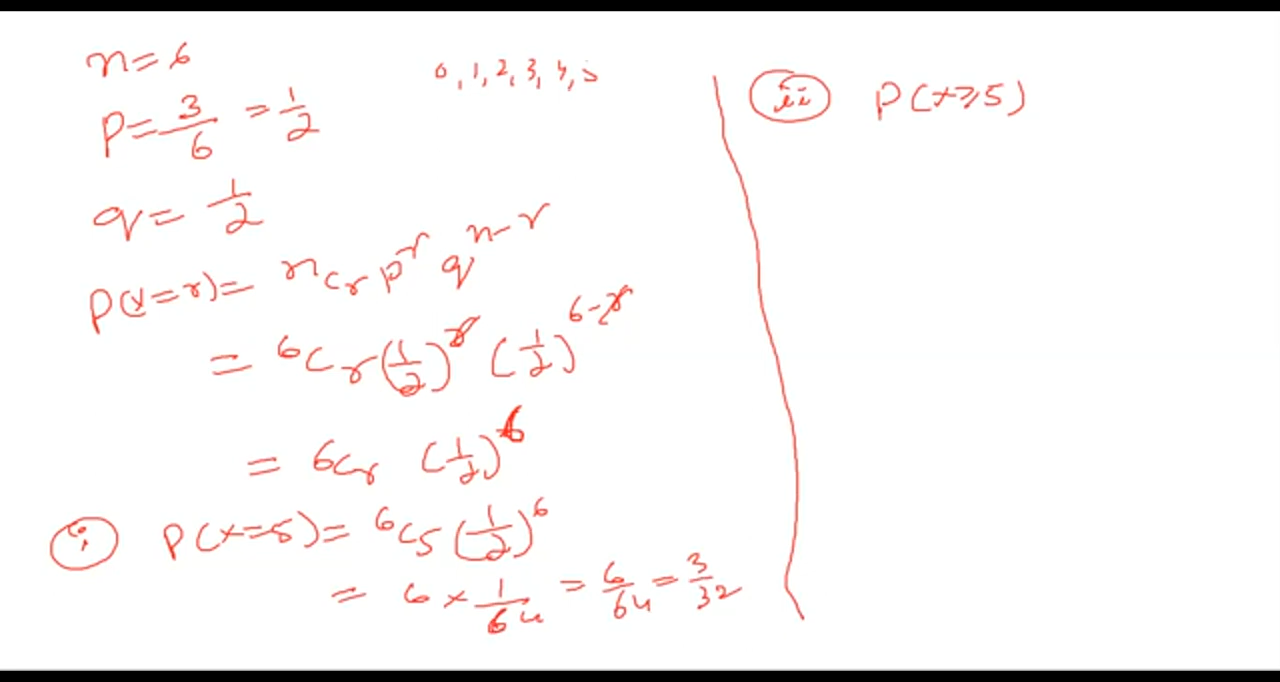 n = 6
0, 1, 2, 3, 4, 5
P = 3/6 = 1/2
q = 1/2
P(x=r) = nCr p^r q^(n-r)
= 6Cr (1/2)^r (1/2)^(6-r)
= 6Cr (1/2)^6
(i) P(x=5) = 6C5 (1/2)^6
= 6 × 1/64 = 6/64 = 3/32
(ii) P(x≥5)